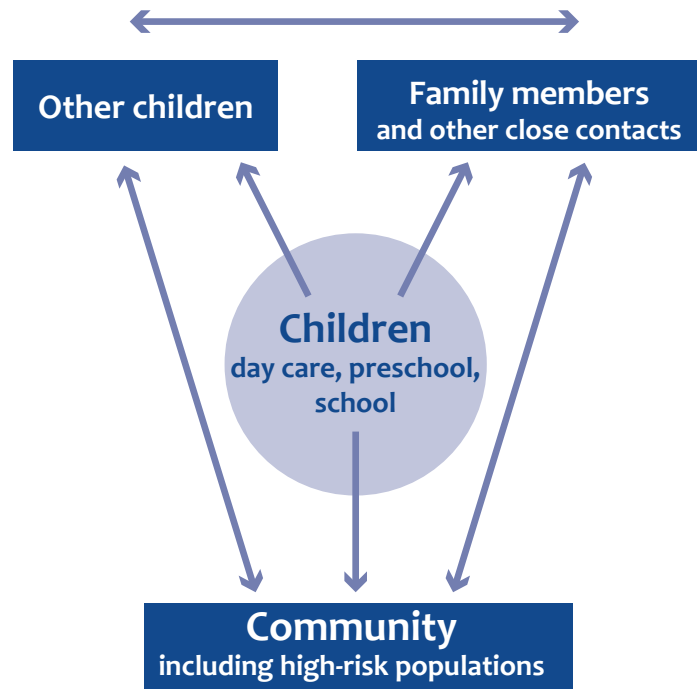 Other children
Family members
and other close contacts
Children
day care, preschool,
school
Community
including high-risk populations